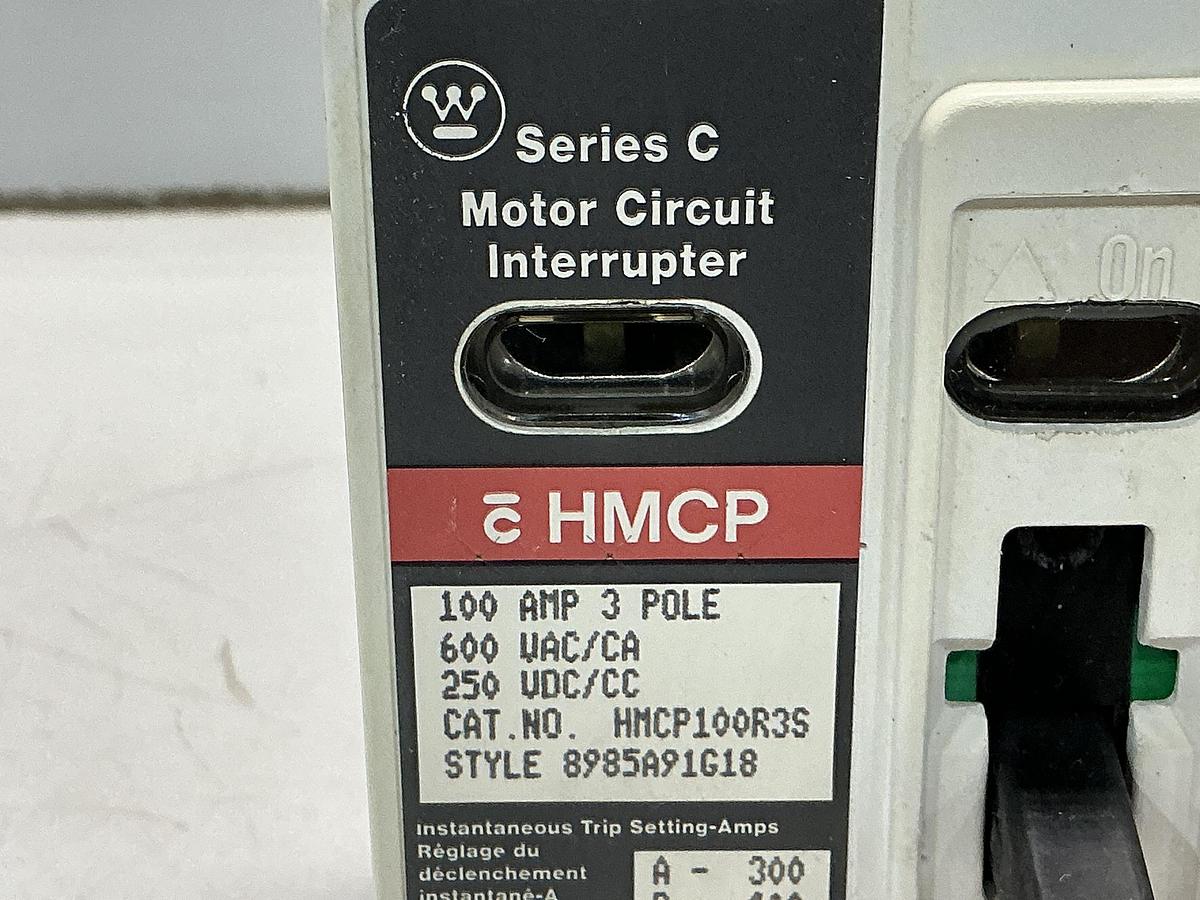 Series C
Motor Circuit
Interrupter
On
c HMCP
100 AMP 3 POLE
600 VAC/CA
250 VDC/CC
CAT.NO. HMCP100R3S
STYLE 8985A91G18
Instantaneous Trip Setting-Amps
Réglage du
déclenchement
instantané-A
A - 300